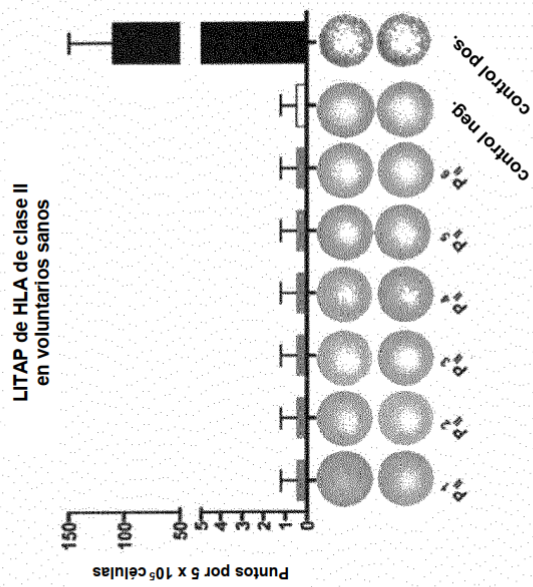 LITAP de HLA de clase II
en voluntarios sanos
Puntos por 5 x 10⁵ células
150
100
50
5
4
3
2
1
0
P#1
P#2
P#3
P#4
P#5
P#6
control neg.
control pos.